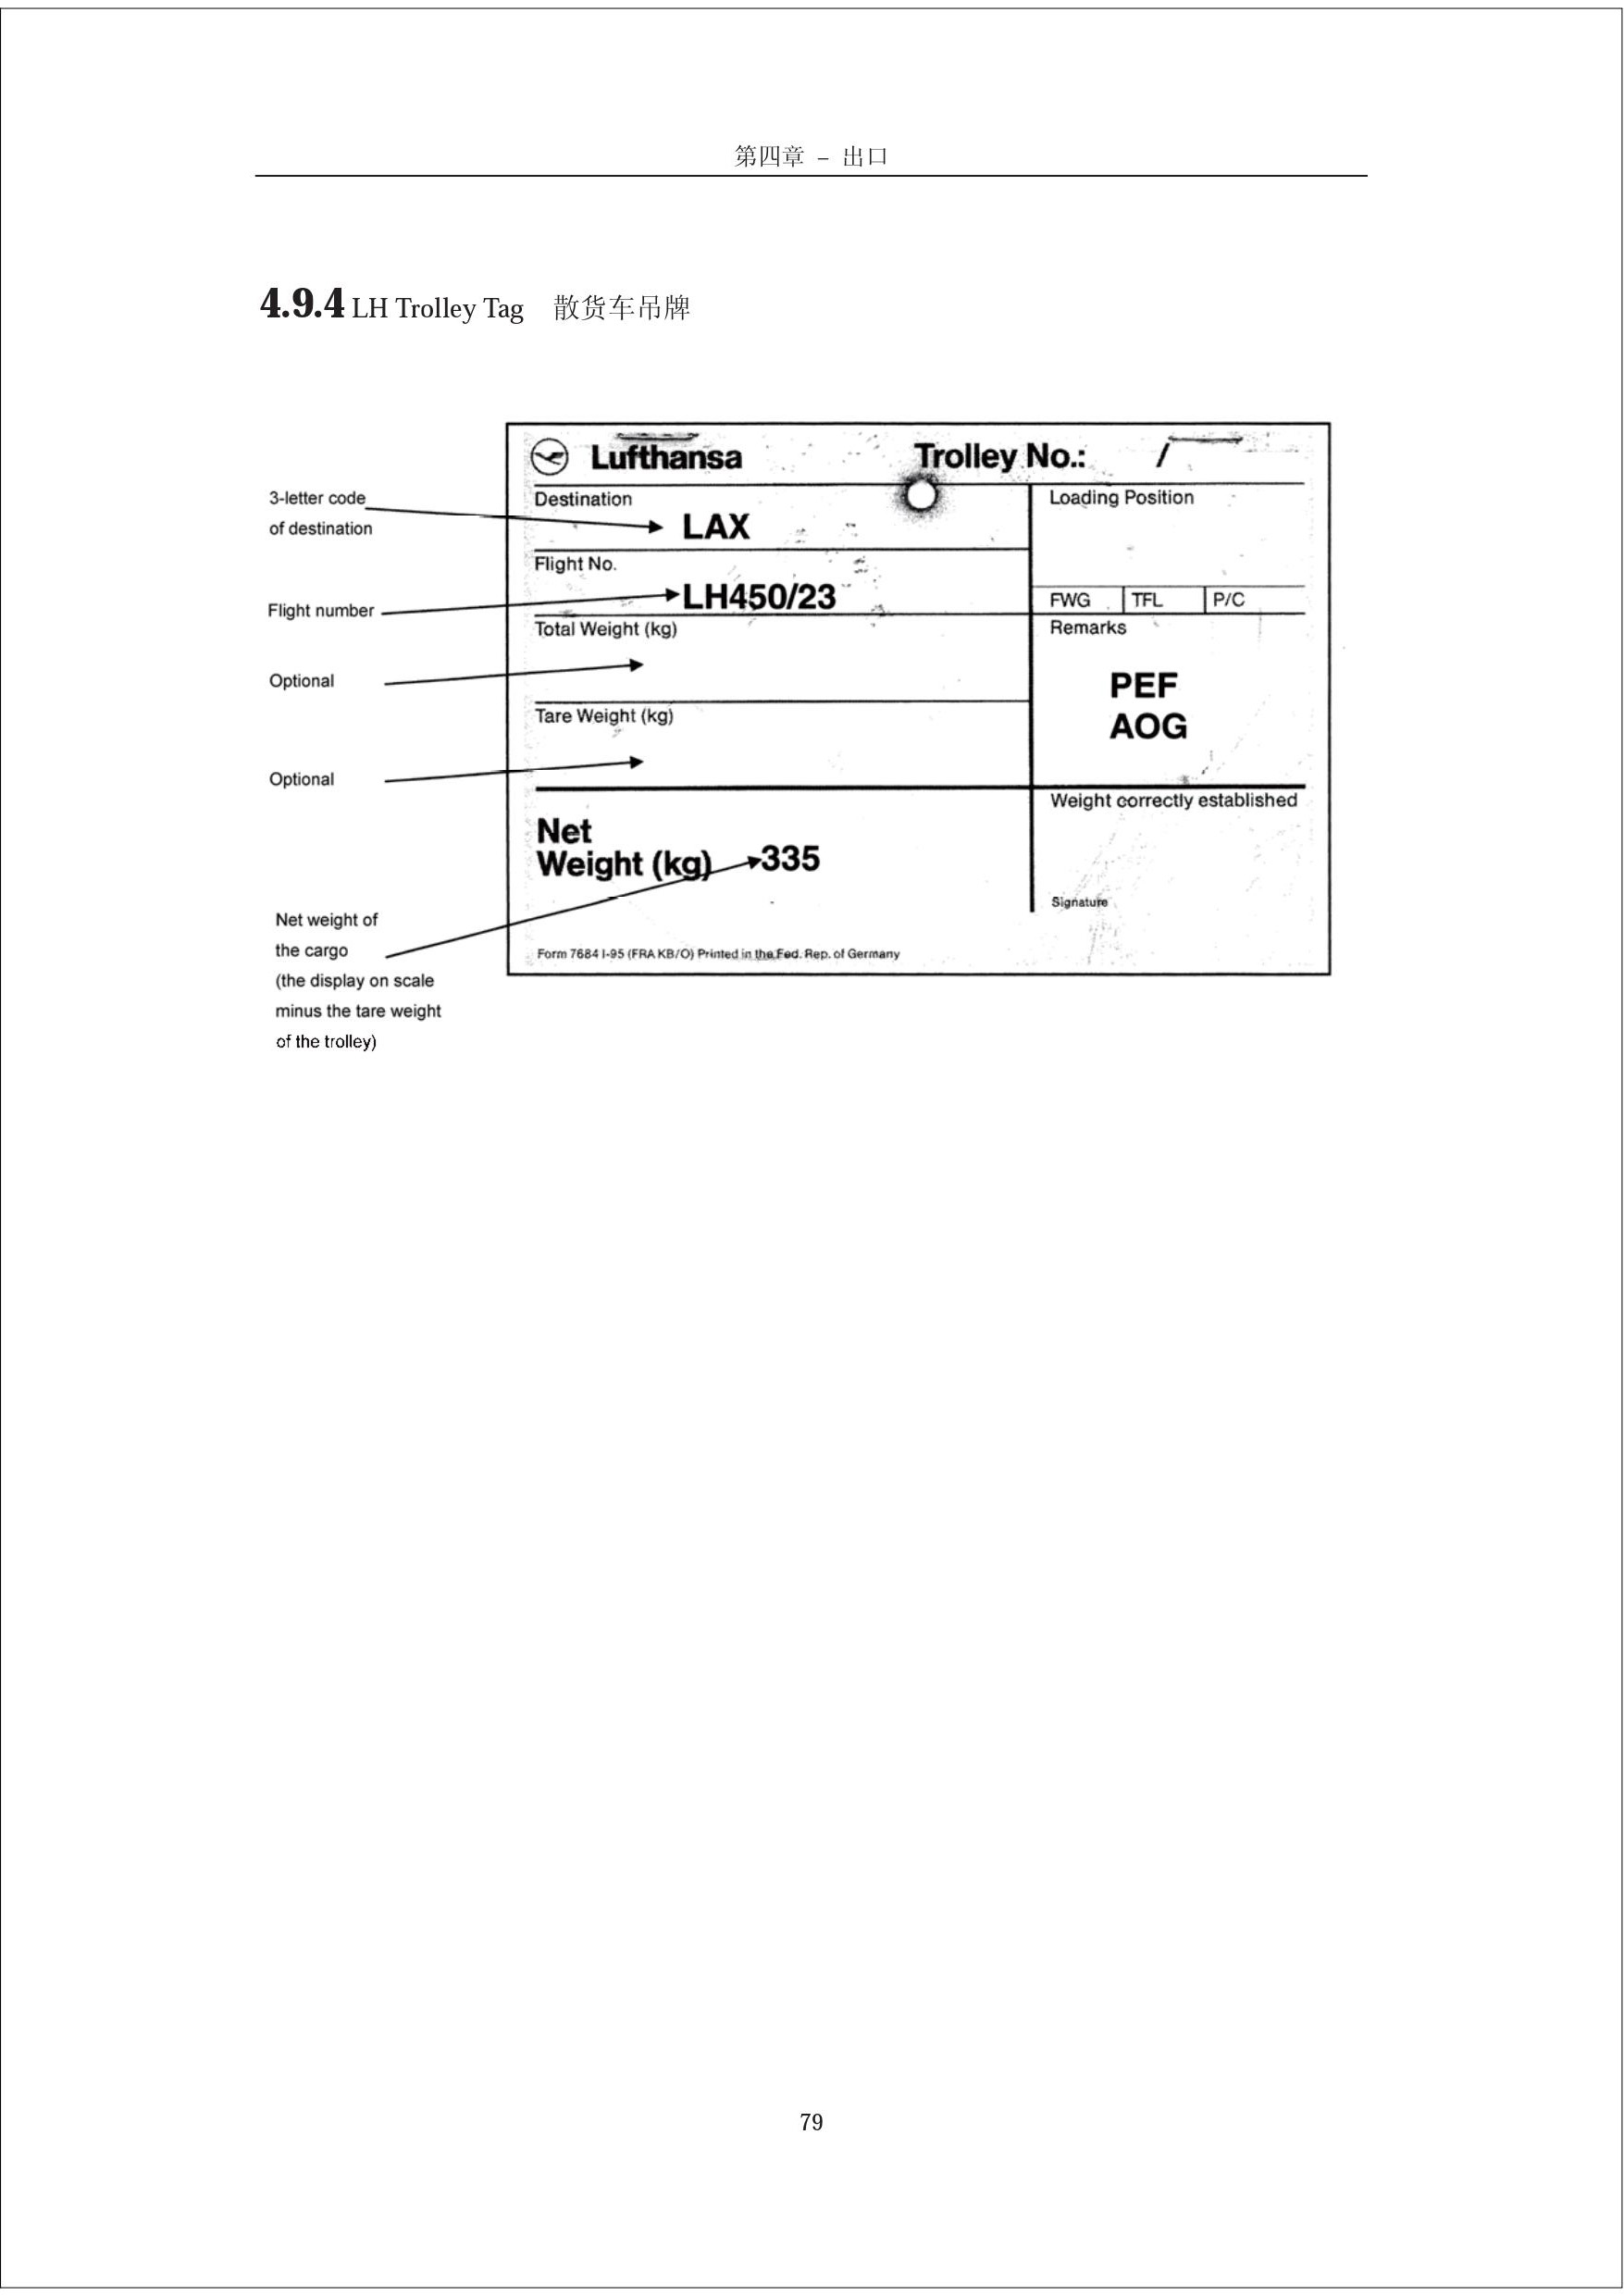 第四章 – 出口
4.9.4 LH Trolley Tag 散货车吊牌
Lufthansa Trolley No.: /
3-letter code
of destination
Destination
LAX
Loading Position
Flight No.
Flight number
LH450/23
FWG TFL P/C
Total Weight (kg)
Remarks
Optional
PEF
AOG
Tare Weight (kg)
Optional
Weight correctly established
Net
Weight (kg) 335
Signature
Net weight of
the cargo
(the display on scale
minus the tare weight
of the trolley)
Form 7684 I-95 (FRA KB/O) Printed in the Fed. Rep. of Germany
79